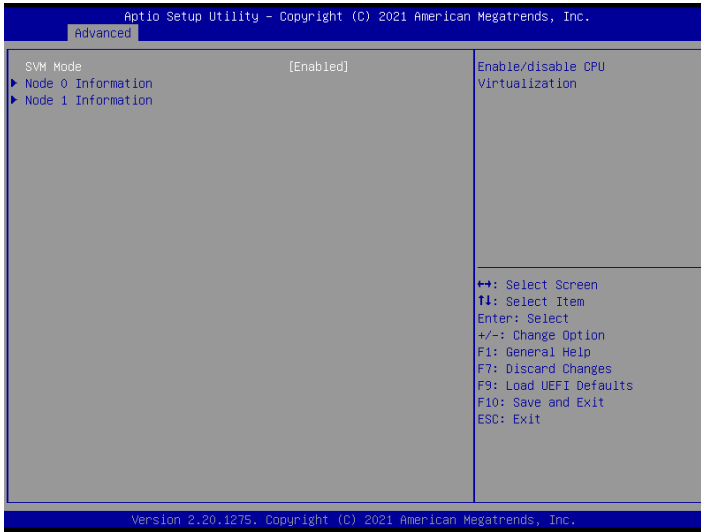 Aptio Setup Utility – Copyright (C) 2021 American Megatrends, Inc.
Advanced
SVM Mode [Enabled]
Node 0 Information
Node 1 Information
Enable/disable CPU
Virtualization
↔: Select Screen
↑↓: Select Item
Enter: Select
+/-: Change Option
F1: General Help
F7: Discard Changes
F9: Load UEFI Defaults
F10: Save and Exit
ESC: Exit
Version 2.20.1275. Copyright (C) 2021 American Megatrends, Inc.